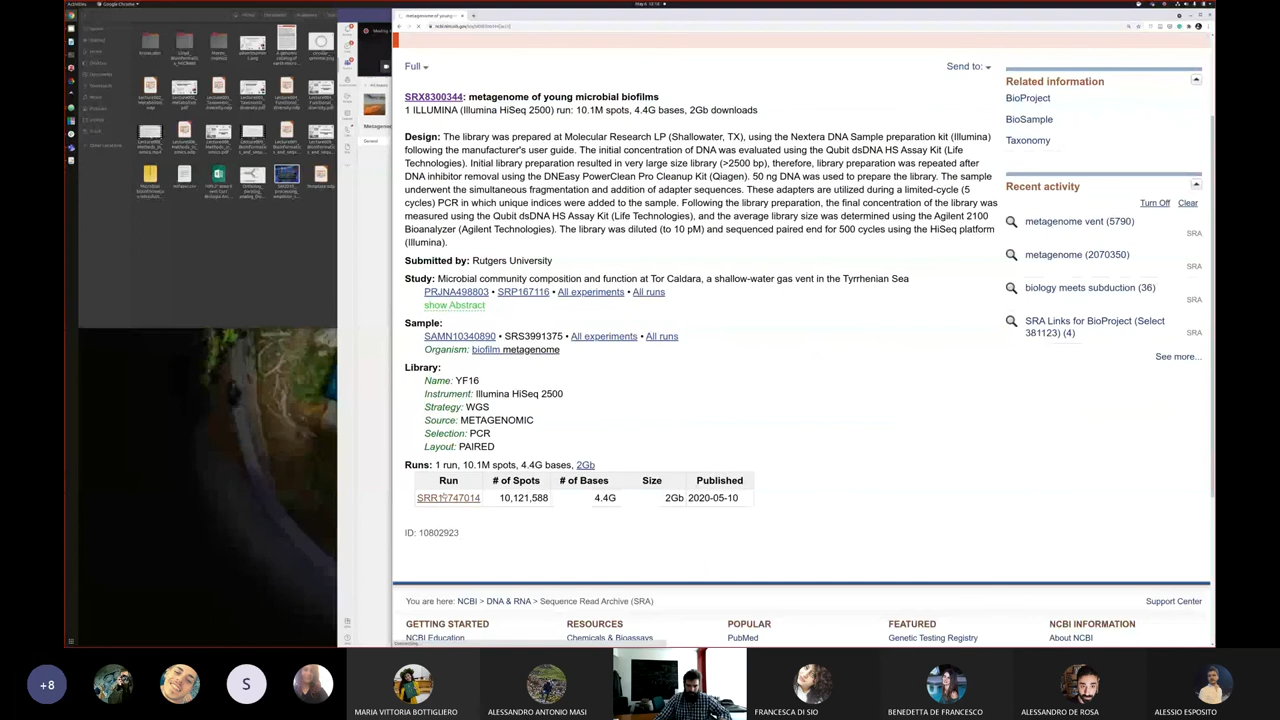 Activities
Google Chrome
May 6 13:19
metagenome of young
Full
Send to:
SRX8300344: metagenome of young microbial biofilms
1 ILLUMINA (Illumina HiSeq 2500) run: 10.1M spots, 4.4G bases, 2Gb downloads
Design: The library was prepared at Molecular Research LP (Shallowater, TX), using the Nextera DNA Sample preparation kit (Illumina)
following the manufacturer's user guide. The initial concentration of DNA was evaluated using the Qubit dsDNA HS Assay Kit (Life
Technologies). Initial library preparation resulted in very large size library (>2500 bp), therefore, library preparation was repeated after
DNA inhibitor removal using the DNEasy PowerClean Pro Cleanup Kit (Qiagen). 50 ng DNA was used to prepare the library. The sample
underwent the simultaneous fragmentation and addition of adapter sequences. These adapters are utilized during a limited-cycle (5
cycles) PCR in which unique indices were added to the sample. Following the library preparation, the final concentration of the library was
measured using the Qubit dsDNA HS Assay Kit (Life Technologies), and the average library size was determined using the Agilent 2100
Bioanalyzer (Agilent Technologies). The library was diluted (to 10 pM) and sequenced paired end for 500 cycles using the HiSeq platform
(Illumina).
Submitted by: Rutgers University
Study: Microbial community composition and function at Tor Caldara, a shallow-water gas vent in the Tyrrhenian Sea
PRJNA498803 • SRP167116 • All experiments • All runs
show Abstract
Sample:
SAMN10340890 • SRS3991375 • All experiments • All runs
Organism: biofilm metagenome
Library:
Name: YF16
Instrument: Illumina HiSeq 2500
Strategy: WGS
Source: METAGENOMIC
Selection: PCR
Layout: PAIRED
Runs: 1 run, 10.1M spots, 4.4G bases, 2Gb
Run # of Spots # of Bases Size Published
SRR11747014 10,121,588 4.4G 2Gb 2020-05-10
ID: 10802923
Related information
BioProject
BioSample
Taxonomy
Recent activity
Turn Off Clear
metagenome vent (5790)
SRA
metagenome (2070350)
SRA
biology meets subduction (36)
SRA
SRA Links for BioProject (Select
381123) (4)
SRA
See more...
You are here: NCBI > DNA & RNA > Sequence Read Archive (SRA)
Support Center
GETTING STARTED RESOURCES POPULAR FEATURED NCBI INFORMATION
NCBI Education Chemicals & Bioassays PubMed Genetic Testing Registry About NCBI
+8
S
MARIA VITTORIA BOTTIGLIERO
ALESSANDRO ANTONIO MASI
FRANCESCA DI SIO
BENEDETTA DE FRANCESCO
ALESSANDRO DE ROSA
ALESSIO ESPOSITO